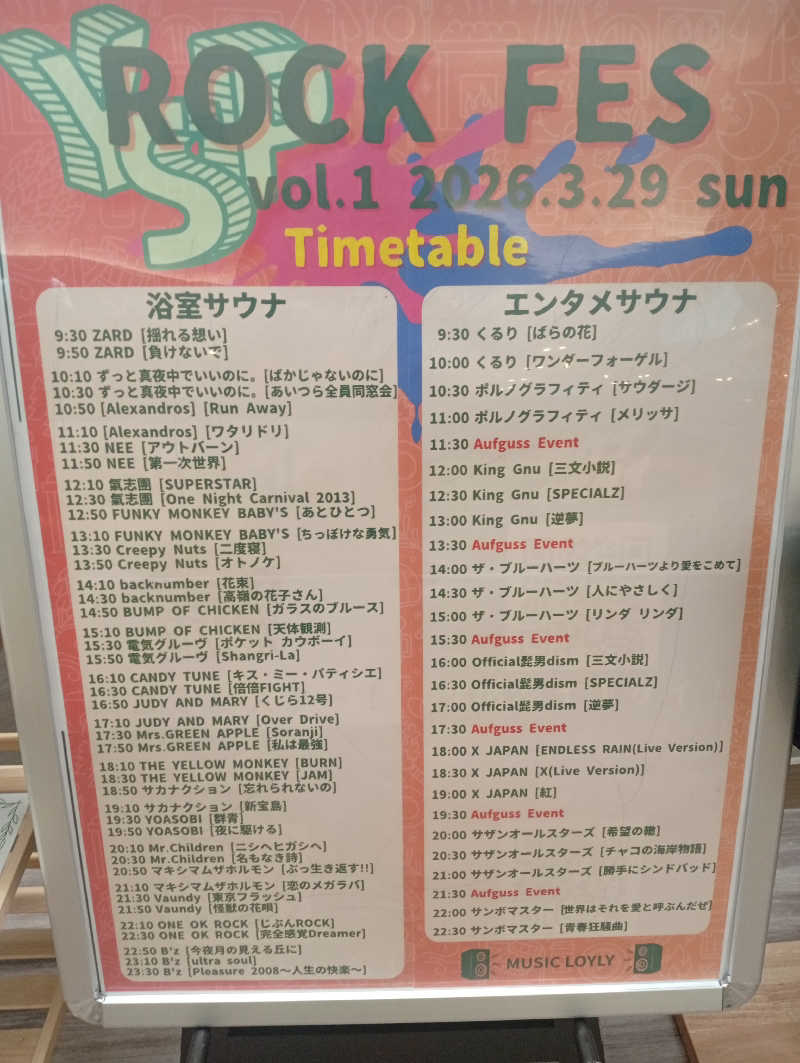 YSF
ROCK FES
vol.1 2026.3.29 sun
Timetable
浴室サウナ
9:30 ZARD [揺れる想い]
9:50 ZARD [負けないで]
10:10 ずっと真夜中でいいのに。[ばかじゃないのに]
10:30 ずっと真夜中でいいのに。[あいつら全員同窓会]
10:50 [Alexandros] [Run Away]
11:10 [Alexandros] [ワタリドリ]
11:30 NEE [アウトバーン]
11:50 NEE [第一次世界]
12:10 氣志團 [SUPERSTAR]
12:30 氣志團 [One Night Carnival 2013]
12:50 FUNKY MONKEY BABY'S [あとひとつ]
13:10 FUNKY MONKEY BABY'S [ちっぽけな勇気]
13:30 Creepy Nuts [二度寝]
13:50 Creepy Nuts [オトノケ]
14:10 backnumber [花束]
14:30 backnumber [高嶺の花子さん]
14:50 BUMP OF CHICKEN [ガラスのブルース]
15:10 BUMP OF CHICKEN [天体観測]
15:30 電気グルーヴ [ポケット カウボーイ]
15:50 電気グルーヴ [Shangri-La]
16:10 CANDY TUNE [キス・ミー・パティシエ]
16:30 CANDY TUNE [倍倍FIGHT]
16:50 JUDY AND MARY [くじら12号]
17:10 JUDY AND MARY [Over Drive]
17:30 Mrs.GREEN APPLE [Soranji]
17:50 Mrs.GREEN APPLE [私は最強]
18:10 THE YELLOW MONKEY [BURN]
18:30 THE YELLOW MONKEY [JAM]
18:50 サカナクション [忘れられないの]
19:10 サカナクション [新宝島]
19:30 YOASOBI [群青]
19:50 YOASOBI [夜に駆ける]
20:10 Mr.Children [ニシヘヒガシヘ]
20:30 Mr.Children [名もなき詩]
20:50 マキシマムザホルモン [ぶっ生き返す!!]
21:10 マキシマムザホルモン [恋のメガラバ]
21:30 Vaundy [東京フラッシュ]
21:50 Vaundy [怪獣の花唄]
22:10 ONE OK ROCK [じぶんROCK]
22:30 ONE OK ROCK [完全感覚Dreamer]
22:50 B'z [今夜月の見える丘に]
23:10 B'z [ultra soul]
23:30 B'z [Pleasure 2008～人生の快楽～]
エンタメサウナ
9:30 くるり [ばらの花]
10:00 くるり [ワンダーフォーゲル]
10:30 ポルノグラフィティ [サウダージ]
11:00 ポルノグラフィティ [メリッサ]
11:30 Aufguss Event
12:00 King Gnu [三文小説]
12:30 King Gnu [SPECIALZ]
13:00 King Gnu [逆夢]
13:30 Aufguss Event
14:00 ザ・ブルーハーツ [ブルーハーツより愛をこめて]
14:30 ザ・ブルーハーツ [人にやさしく]
15:00 ザ・ブルーハーツ [リンダ リンダ]
15:30 Aufguss Event
16:00 Official髭男dism [三文小説]
16:30 Official髭男dism [SPECIALZ]
17:00 Official髭男dism [逆夢]
17:30 Aufguss Event
18:00 X JAPAN [ENDLESS RAIN(Live Version)]
18:30 X JAPAN [X(Live Version)]
19:00 X JAPAN [紅]
19:30 Aufguss Event
20:00 サザンオールスターズ [希望の轍]
20:30 サザンオールスターズ [チャコの海岸物語]
21:00 サザンオールスターズ [勝手にシンドバッド]
21:30 Aufguss Event
22:00 サンボマスター [世界はそれを愛と呼ぶんだぜ]
22:30 サンボマスター [青春狂騒曲]
MUSIC LOYLY